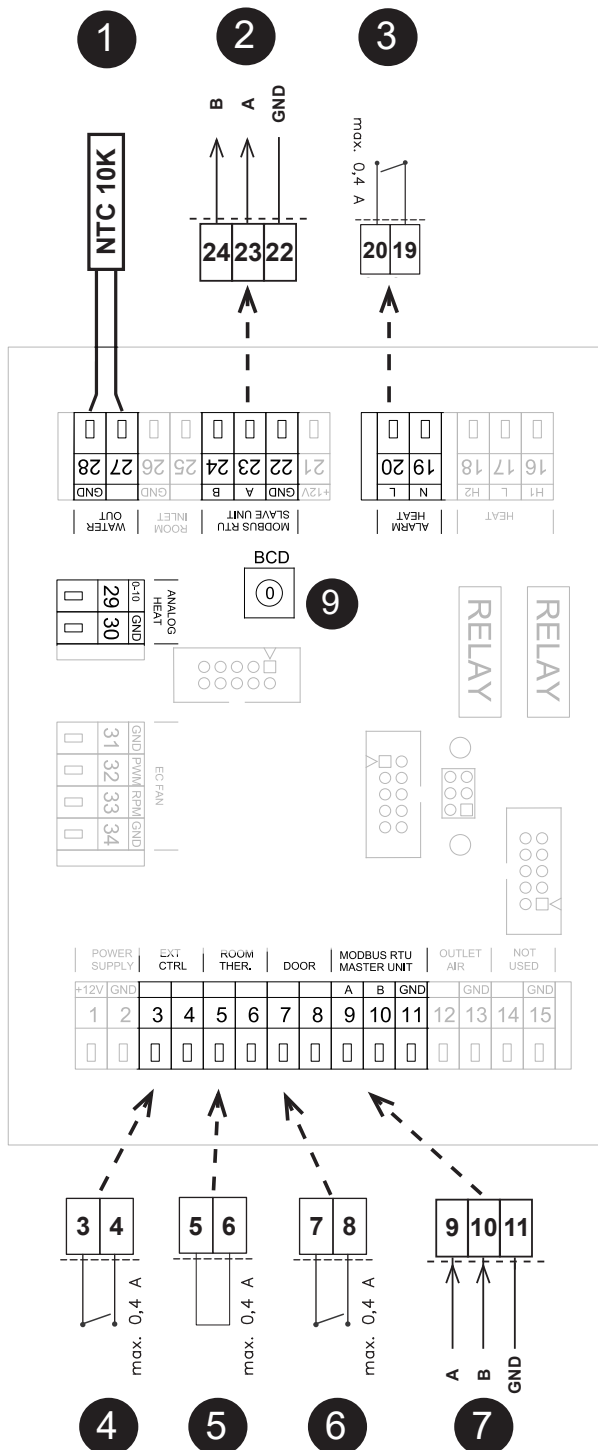 1
2
3
B
A
GND
max. 0,4 A
NTC 10K
24 23 22
20 19
28 27 26 25 24 23 22 21
20 19 18 17 16
GND GND B A GND +12V
L N H2 L H1
WATER OUT
ROOM INLET
MODBUS RTU SLAVE UNIT
ALARM HEAT
HEAT
BCD
0
9
29 0-10
30 GND
ANALOG HEAT
RELAY
RELAY
31 GND
32 PWM
33 RPM
34 GND
EC FAN
POWER SUPPLY
EXT CTRL
ROOM THER.
DOOR
MODBUS RTU MASTER UNIT
OUTLET AIR
NOT USED
+12V GND A B GND GND GND
1 2 3 4 5 6 7 8 9 10 11 12 13 14 15
3 4
5 6
7 8
9 10 11
max. 0,4 A
max. 0,4 A
max. 0,4 A
A
B
GND
4
5
6
7